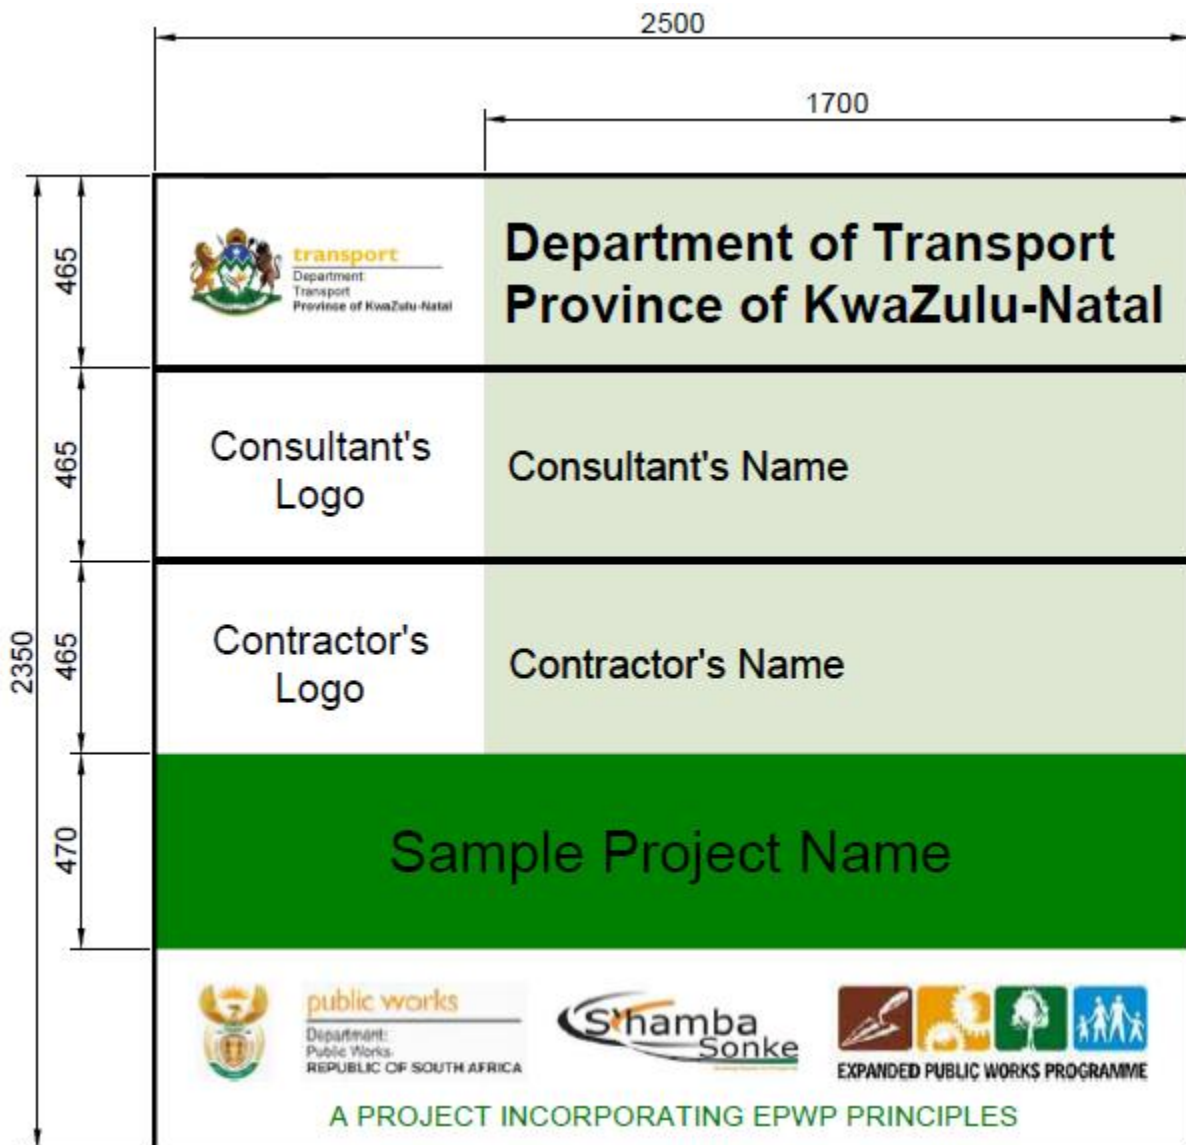 2500
1700
465
transport
Department
Transport
Province of KwaZulu-Natal
Department of Transport
Province of KwaZulu-Natal
465
Consultant's
Logo
Consultant's Name
2350
465
Contractor's
Logo
Contractor's Name
470
Sample Project Name
public works
Department:
Public Works
REPUBLIC OF SOUTH AFRICA
S'hamba
Sonke
EXPANDED PUBLIC WORKS PROGRAMME
A PROJECT INCORPORATING EPWP PRINCIPLES